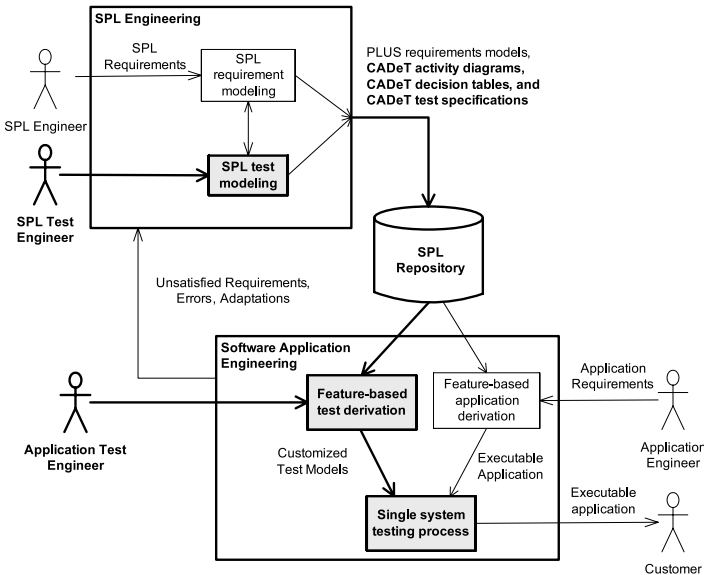 SPL Engineering
SPL
Requirements
SPL
requirement
modeling
PLUS requirements models,
CADeT activity diagrams,
CADeT decision tables, and
CADeT test specifications
SPL Engineer
SPL test
modeling
SPL Test
Engineer
SPL
Repository
Unsatisfied Requirements,
Errors, Adaptations
Software Application
Engineering
Feature-based
test derivation
Feature-based
application
derivation
Application
Requirements
Application Test
Engineer
Application
Engineer
Customized
Test Models
Executable
Application
Single system
testing process
Executable
application
Customer